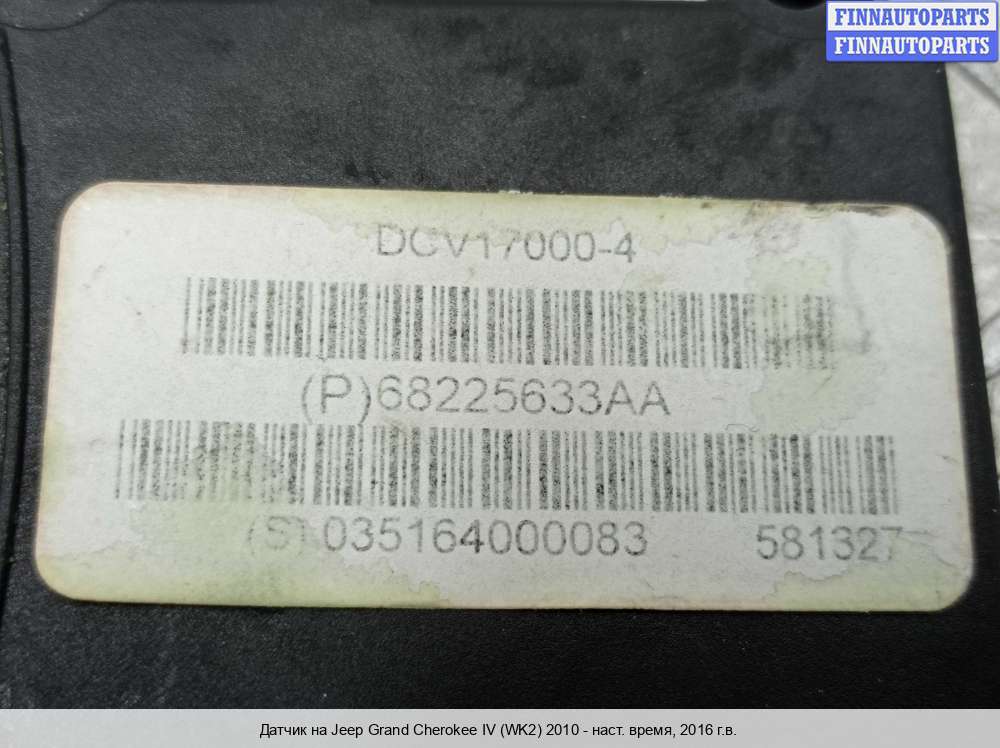 FINNAUTOPARTS
FINNAUTOPARTS
DCV17000-4
(P)68225633AA
(S) 035164000083 581327
Датчик на Jeep Grand Cherokee IV (WK2) 2010 - наст. время, 2016 г.в.